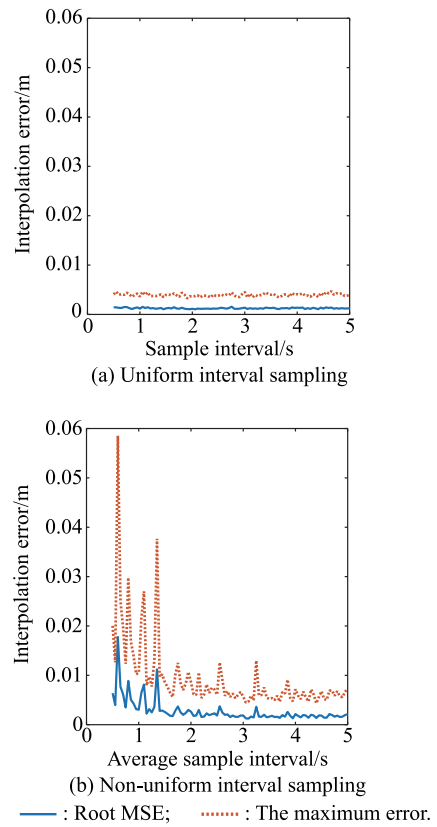 0.06
0.05
0.04
0.03
0.02
0.01
0
Interpolation error/m
0 1 2 3 4 5
Sample interval/s
(a) Uniform interval sampling
0.06
0.05
0.04
0.03
0.02
0.01
0
Interpolation error/m
0 1 2 3 4 5
Average sample interval/s
(b) Non-uniform interval sampling
: Root MSE; : The maximum error.